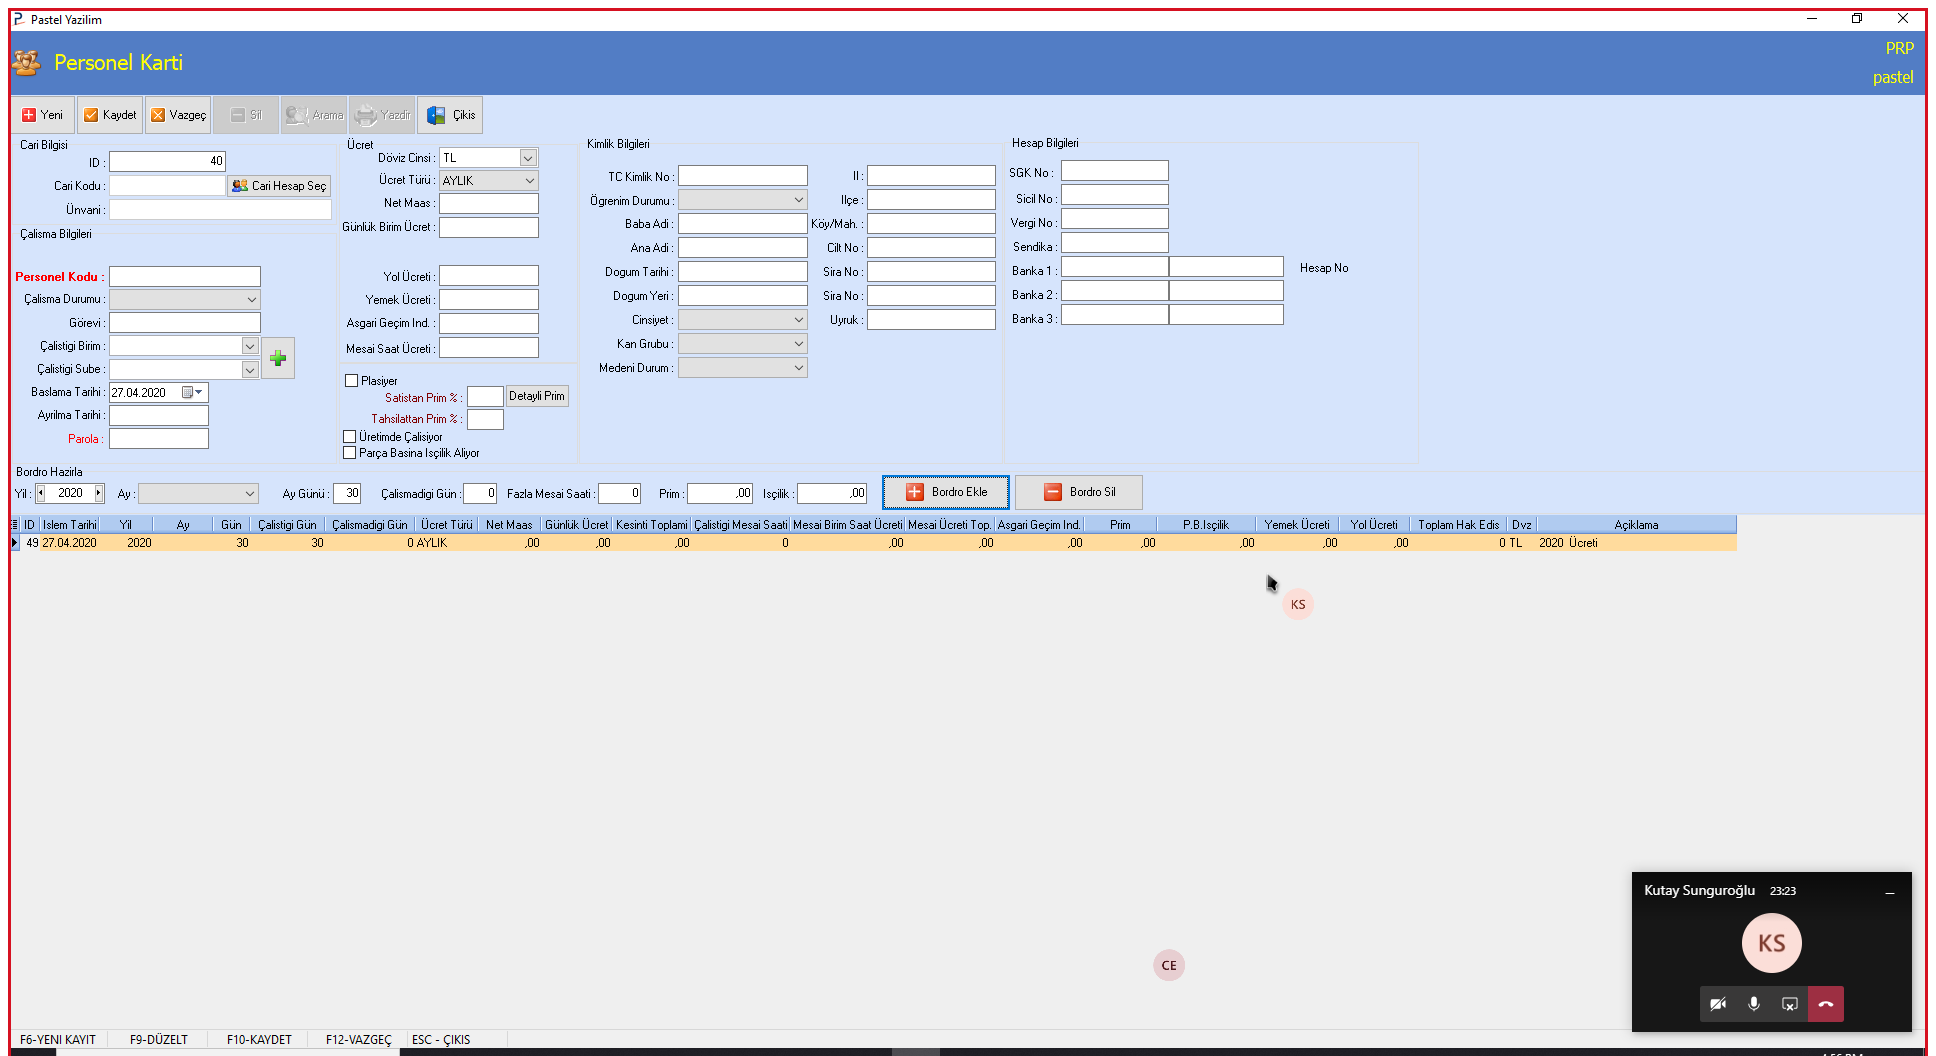 Pastel Yazilim
Personel Karti
PRP
pastel
Yeni
Kaydet
Vazgeç
Sil
Arama
Yazdir
Çikis
Cari Bilgisi
ID : 40
Cari Kodu :
Cari Hesap Seç
Ünvani :
Çalisma Bilgileri
Personel Kodu :
Çalisma Durumu :
Görevi :
Çalistigi Birim :
Çalistigi Sube :
Baslama Tarihi : 27.04.2020
Ayrilma Tarihi :
Parola :
Ücret
Döviz Cinsi : TL
Ücret Türü : AYLIK
Net Maas :
Günlük Birim Ücret :
Yol Ücreti :
Yemek Ücreti :
Asgari Geçim Ind. :
Mesai Saat Ücreti :
Plasiyer
Satistan Prim % :
Detayli Prim
Tahsilattan Prim % :
Üretimde Çalisiyor
Parça Basina Isçilik Aliyor
Kimlik Bilgileri
TC Kimlik No :
Ögrenim Durumu :
Baba Adi :
Ana Adi :
Dogum Tarihi :
Dogum Yeri :
Cinsiyet :
Kan Grubu :
Medeni Durum :
Il :
Ilçe :
Köy/Mah. :
Cilt No :
Sira No :
Sira No :
Uyruk :
Hesap Bilgileri
SGK No :
Sicil No :
Vergi No :
Sendika :
Banka 1 :
Hesap No
Banka 2 :
Banka 3 :
Bordro Hazirla
Yil : 2020 Ay : Ay Günü : 30 Çalismadigi Gün : 0 Fazla Mesai Saati : 0 Prim : ,00 Isçilik : ,00 Bordro Ekle Bordro Sil
ID Islem Tarihi Yil Ay Gün Çalistigi Gün Çalismadigi Gün Ücret Türü Net Maas Günlük Ücret Kesinti Toplami Çalistigi Mesai Saati Mesai Birim Saat Ücreti Mesai Ücreti Top. Asgari Geçim Ind. Prim P.B.Isçilik Yemek Ücreti Yol Ücreti Toplam Hak Edis Dvz Açiklama
49 27.04.2020 2020 30 30 0 AYLIK ,00 ,00 ,00 0 ,00 ,00 ,00 ,00 ,00 ,00 ,00 0 TL 2020 Ücreti
KS
CE
Kutay Sunguroğlu 23:23
KS
F6-YENI KAYIT F9-DÜZELT F10-KAYDET F12-VAZGEÇ ESC - ÇIKIS